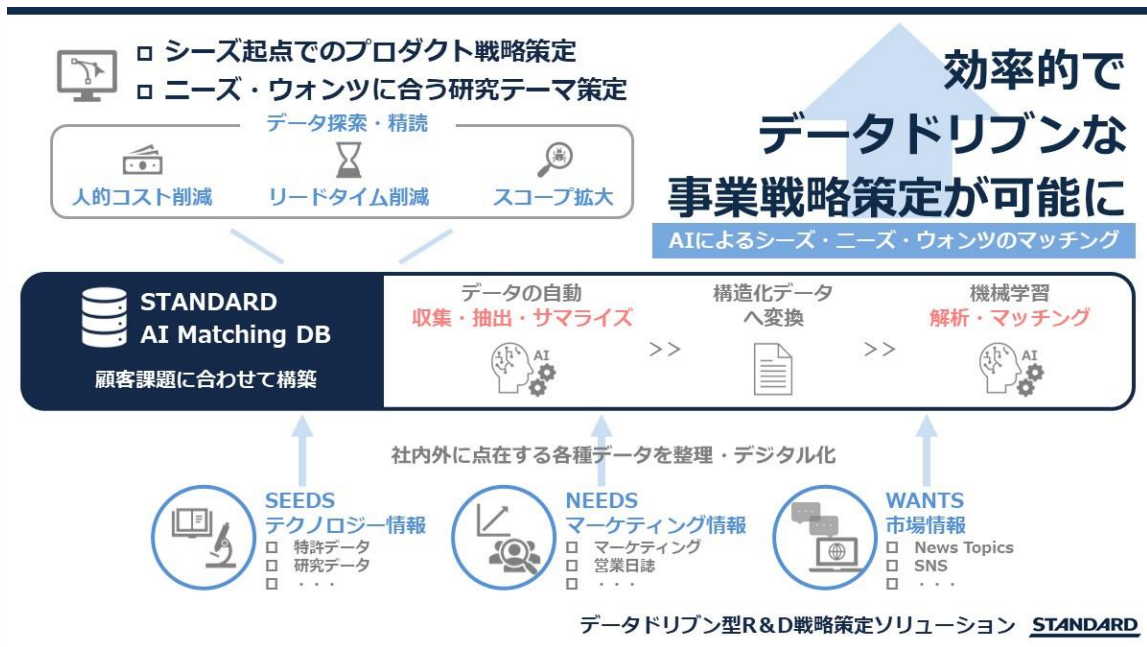 □ シーズ起点でのプロダクト戦略策定
□ ニーズ・ウォンツに合う研究テーマ策定
データ探索・精読
人的コスト削減
リードタイム削減
スコープ拡大
効率的で
データドリブンな
事業戦略策定が可能に
AIによるシーズ・ニーズ・ウォンツのマッチング
STANDARD
AI Matching DB
顧客課題に合わせて構築
データの自動
収集・抽出・サマライズ
AI
>>
構造化データ
へ変換
>>
機械学習
解析・マッチング
AI
社内外に点在する各種データを整理・デジタル化
SEEDS
テクノロジー情報
□ 特許データ
□ 研究データ
□ ・・・
NEEDS
マーケティング情報
□ マーケティング
□ 営業日誌
□ ・・・
WANTS
市場情報
□ News Topics
□ SNS
□ ・・・
データドリブン型R&D戦略策定ソリューション STANDARD